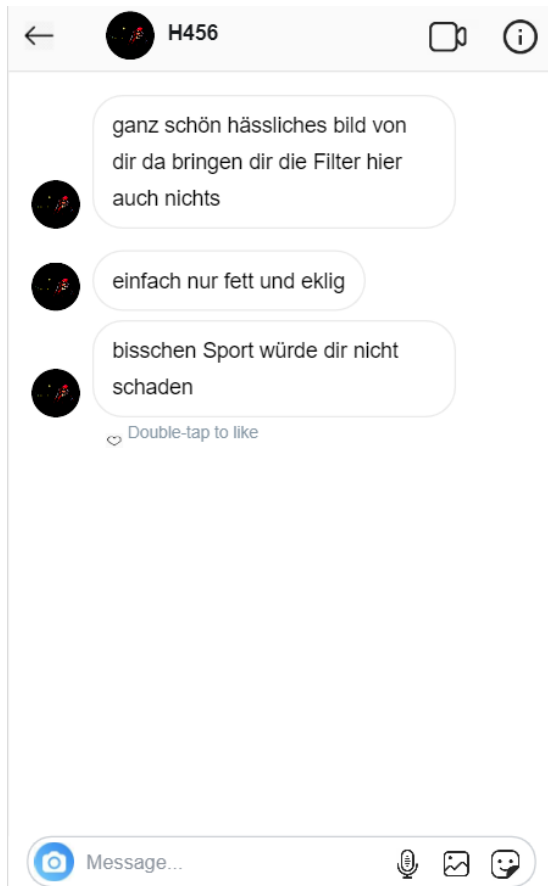 H456
ganz schön hässliches bild von
dir da bringen dir die Filter hier
auch nichts
einfach nur fett und eklig
bisschen Sport würde dir nicht
schaden
Double-tap to like
Message...